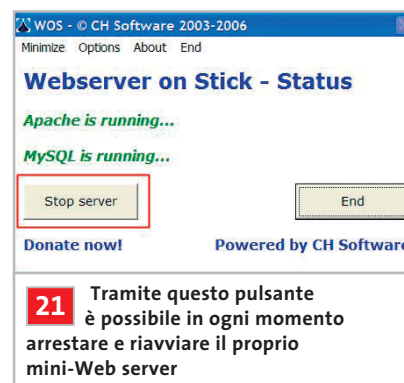 WOS - © CH Software 2003-2006
Minimize Options About End
Webserver on Stick - Status
Apache is running...
MySQL is running...
Stop server
End
Donate now!
Powered by CH Software
21 Tramite questo pulsante
è possibile in ogni momento
arrestare e riavviare il proprio
mini-Web server